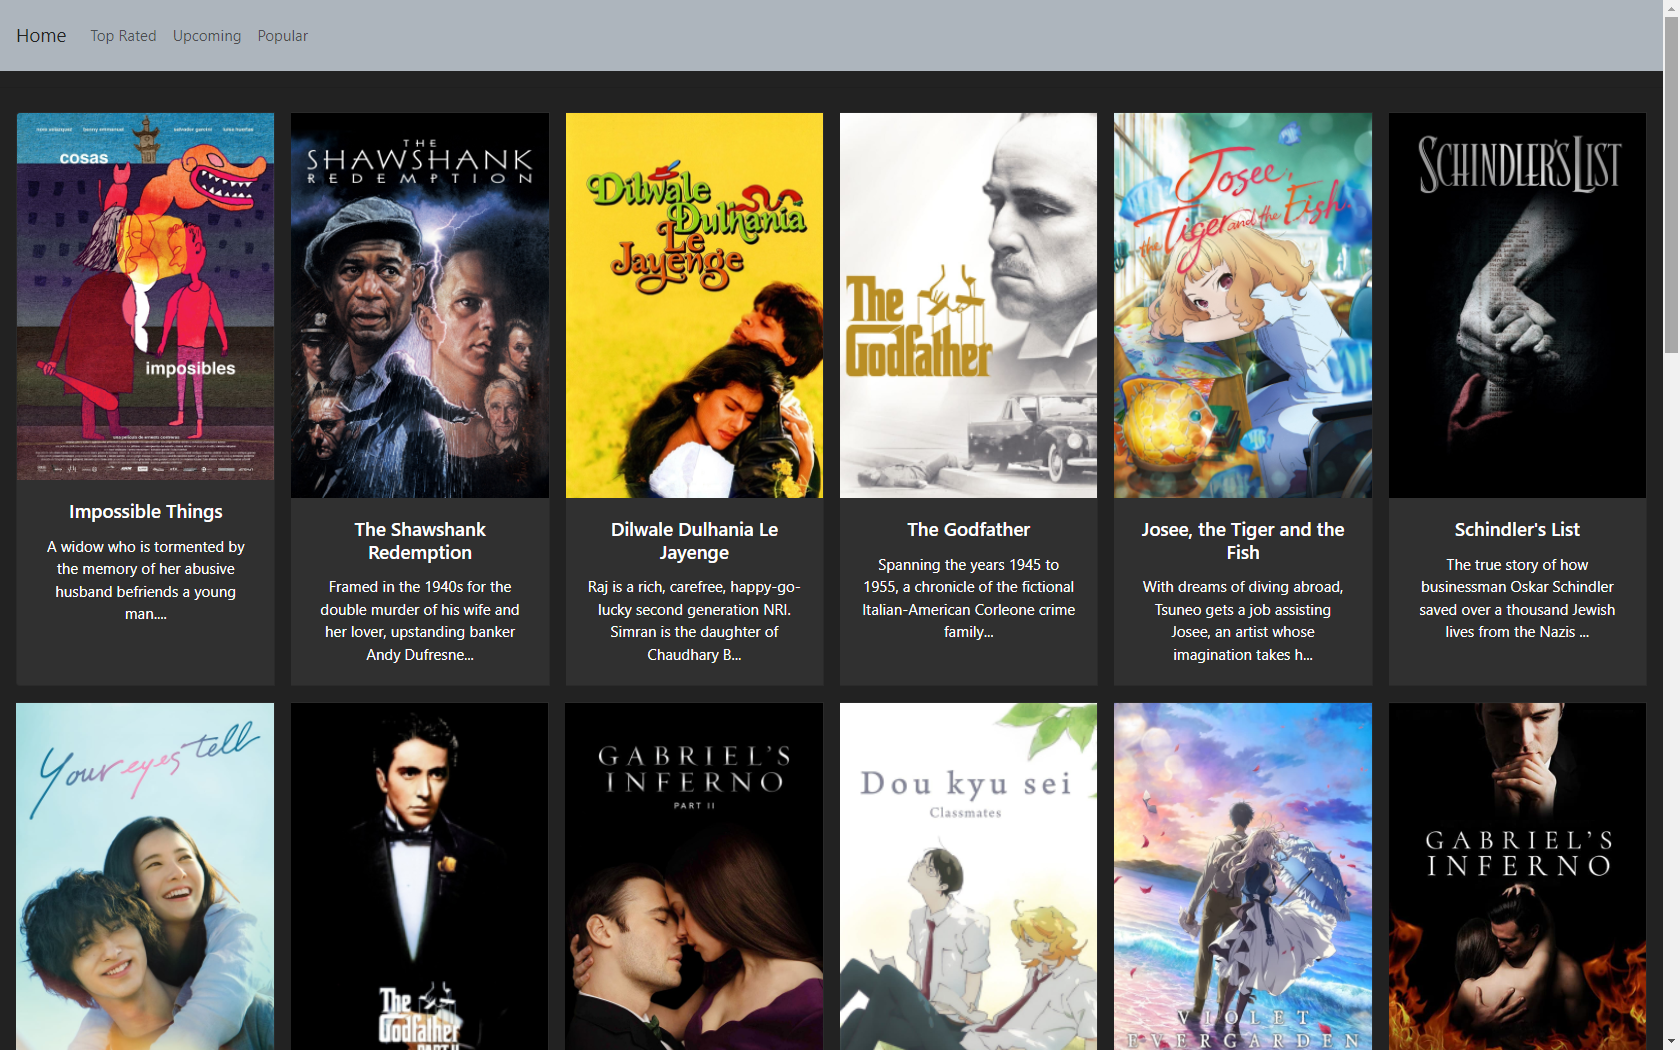 Home
Top Rated
Upcoming
Popular
cosas
imposibles
una película de ernesto contreras
THE
SHAWSHANK
REDEMPTION
Dilwale
Dulhania
Le
Jayenge
The
Godfather
Josee,
the Tiger and the Fish
SCHINDLER'S LIST
Impossible Things
A widow who is tormented by
the memory of her abusive
husband befriends a young
man....
The Shawshank
Redemption
Framed in the 1940s for the
double murder of his wife and
her lover, upstanding banker
Andy Dufresne...
Dilwale Dulhania Le
Jayenge
Raj is a rich, carefree, happy-go-
lucky second generation NRI.
Simran is the daughter of
Chaudhary B...
The Godfather
Spanning the years 1945 to
1955, a chronicle of the fictional
Italian-American Corleone crime
family...
Josee, the Tiger and the
Fish
With dreams of diving abroad,
Tsuneo gets a job assisting
Josee, an artist whose
imagination takes h...
Schindler's List
The true story of how
businessman Oskar Schindler
saved over a thousand Jewish
lives from the Nazis ...
Your eyes tell
The
Godfather
PART II
GABRIEL'S
INFERNO
PART II
Dou kyu sei
Classmates
VIOLET
EVERGARDEN
GABRIEL'S
INFERNO